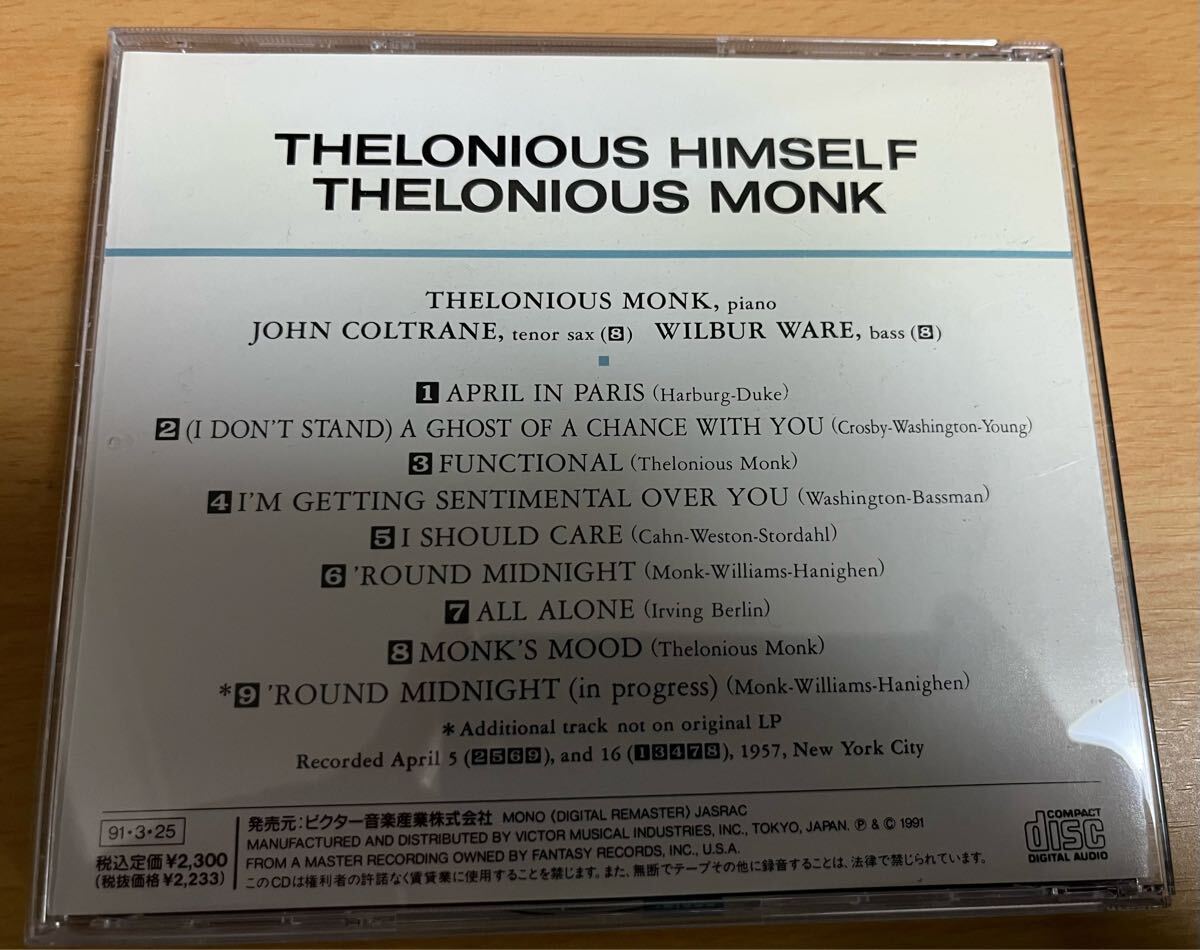 THELONIOUS HIMSELF
THELONIOUS MONK
THELONIOUS MONK, piano
JOHN COLTRANE, tenor sax (8) WILBUR WARE, bass (8)
1 APRIL IN PARIS (Harburg-Duke)
2 (I DON'T STAND) A GHOST OF A CHANCE WITH YOU (Crosby-Washington-Young)
3 FUNCTIONAL (Thelonious Monk)
4 I'M GETTING SENTIMENTAL OVER YOU (Washington-Bassman)
5 I SHOULD CARE (Cahn-Weston-Stordahl)
6 'ROUND MIDNIGHT (Monk-Williams-Hanighen)
7 ALL ALONE (Irving Berlin)
8 MONK'S MOOD (Thelonious Monk)
*9 'ROUND MIDNIGHT (in progress) (Monk-Williams-Hanighen)
* Additional track not on original LP
Recorded April 5 (2569), and 16 (13478), 1957, New York City
91・3・25
税込定価¥2,300
(税抜価格¥2,233)
発売元:ビクター音楽産業株式会社 MONO (DIGITAL REMASTER) JASRAC
MANUFACTURED AND DISTRIBUTED BY VICTOR MUSICAL INDUSTRIES, INC., TOKYO, JAPAN. ℗ & © 1991
FROM A MASTER RECORDING OWNED BY FANTASY RECORDS, INC., U.S.A.
このCDは権利者の許諾なく賃貸業に使用することを禁じます。また、無断でテープその他に録音することは、法律で禁じられています。
COMPACT
disc
DIGITAL AUDIO